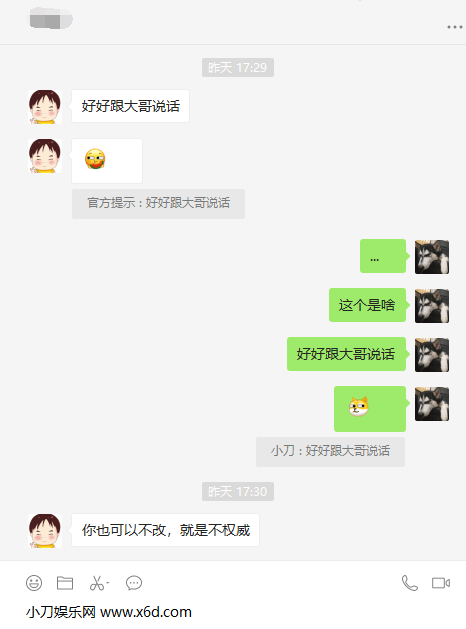 昨天 17:29
好好跟大哥说话
官方提示：好好跟大哥说话
...
这个是啥
好好跟大哥说话
小刀：好好跟大哥说话
昨天 17:30
你也可以不改，就是不权威
小刀娱乐网 www.x6d.com